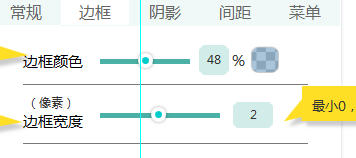 常规 边框 阴影 间距 菜单
边框颜色 48 %
（像素）
边框宽度 2
最小0，